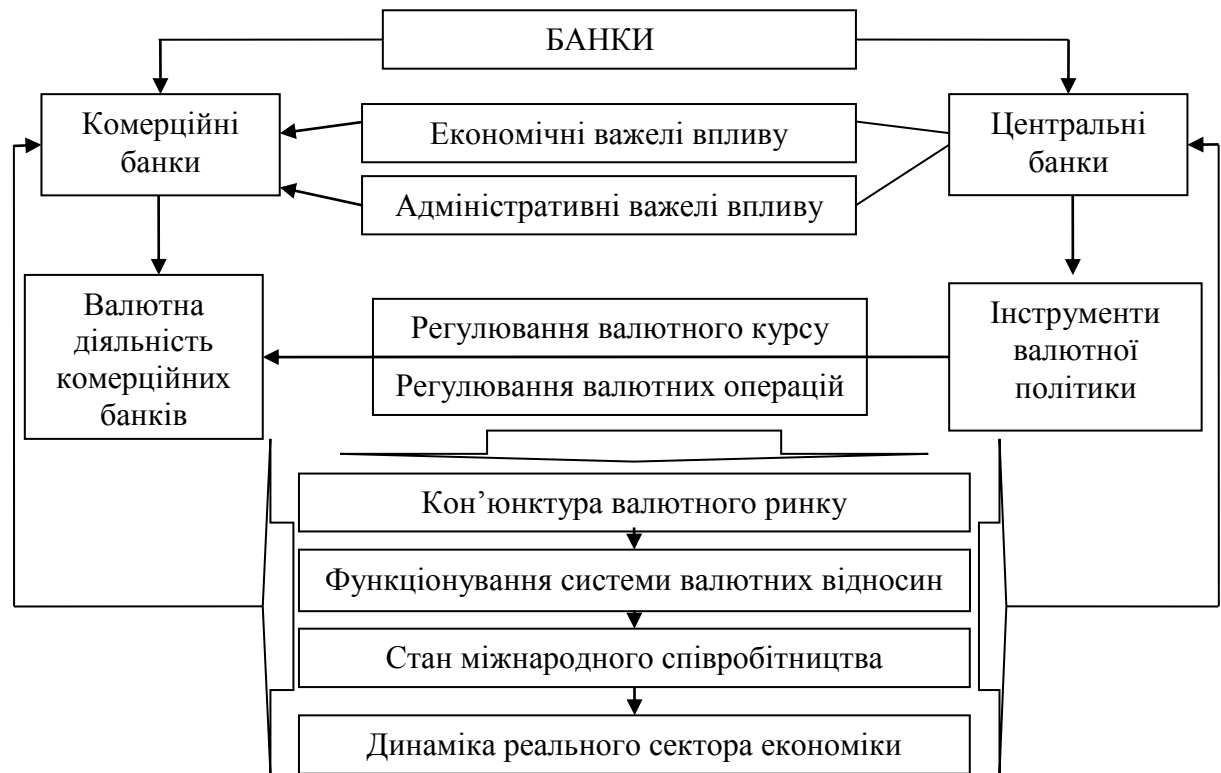 БАНКИ
Комерційні
банки
Економічні важелі впливу
Центральні
банки
Адміністративні важелі впливу
Валютна
діяльність
комерційних
банків
Регулювання валютного курсу
Регулювання валютних операцій
Інструменти
валютної
політики
Кон’юнктура валютного ринку
Функціонування системи валютних відносин
Стан міжнародного співробітництва
Динаміка реального сектора економіки